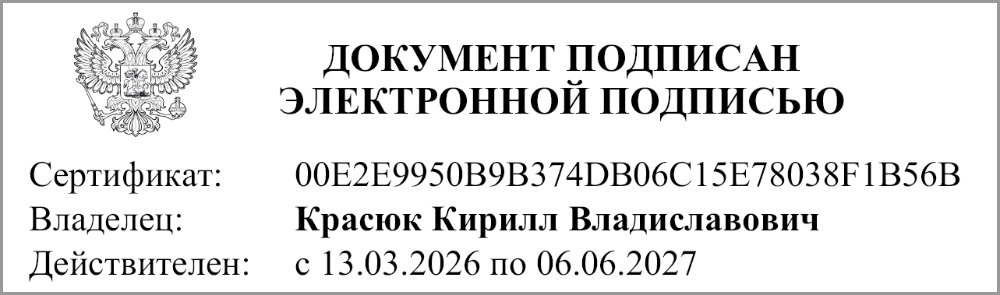 ДОКУМЕНТ ПОДПИСАН
ЭЛЕКТРОННОЙ ПОДПИСЬЮ
Сертификат: 00E2E9950B9B374DB06C15E78038F1B56B
Владелец: Красюк Кирилл Владиславович
Действителен: с 13.03.2026 по 06.06.2027